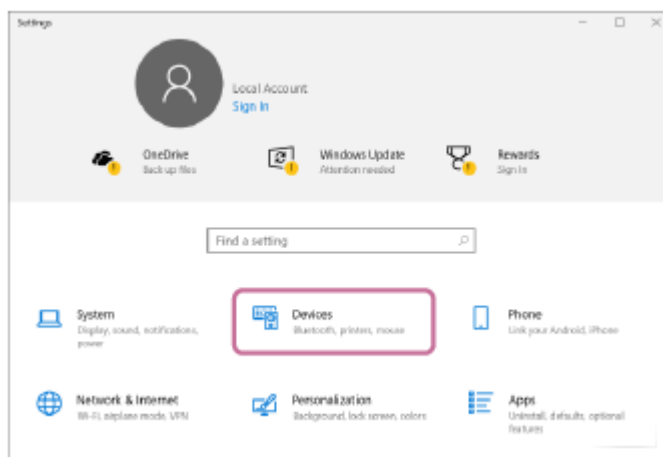 Settings
Local Account
Sign In
OneDrive
Back up files
Windows Update
Attention needed
Rewards
Sign In
Find a setting
System
Display, sound, notifications,
power
Devices
Bluetooth, printers, mouse
Phone
Link your Android, iPhone
Network & Internet
Wi-Fi, airplane mode, VPN
Personalization
Background, lock screen, colors
Apps
Uninstall, defaults, optional
features